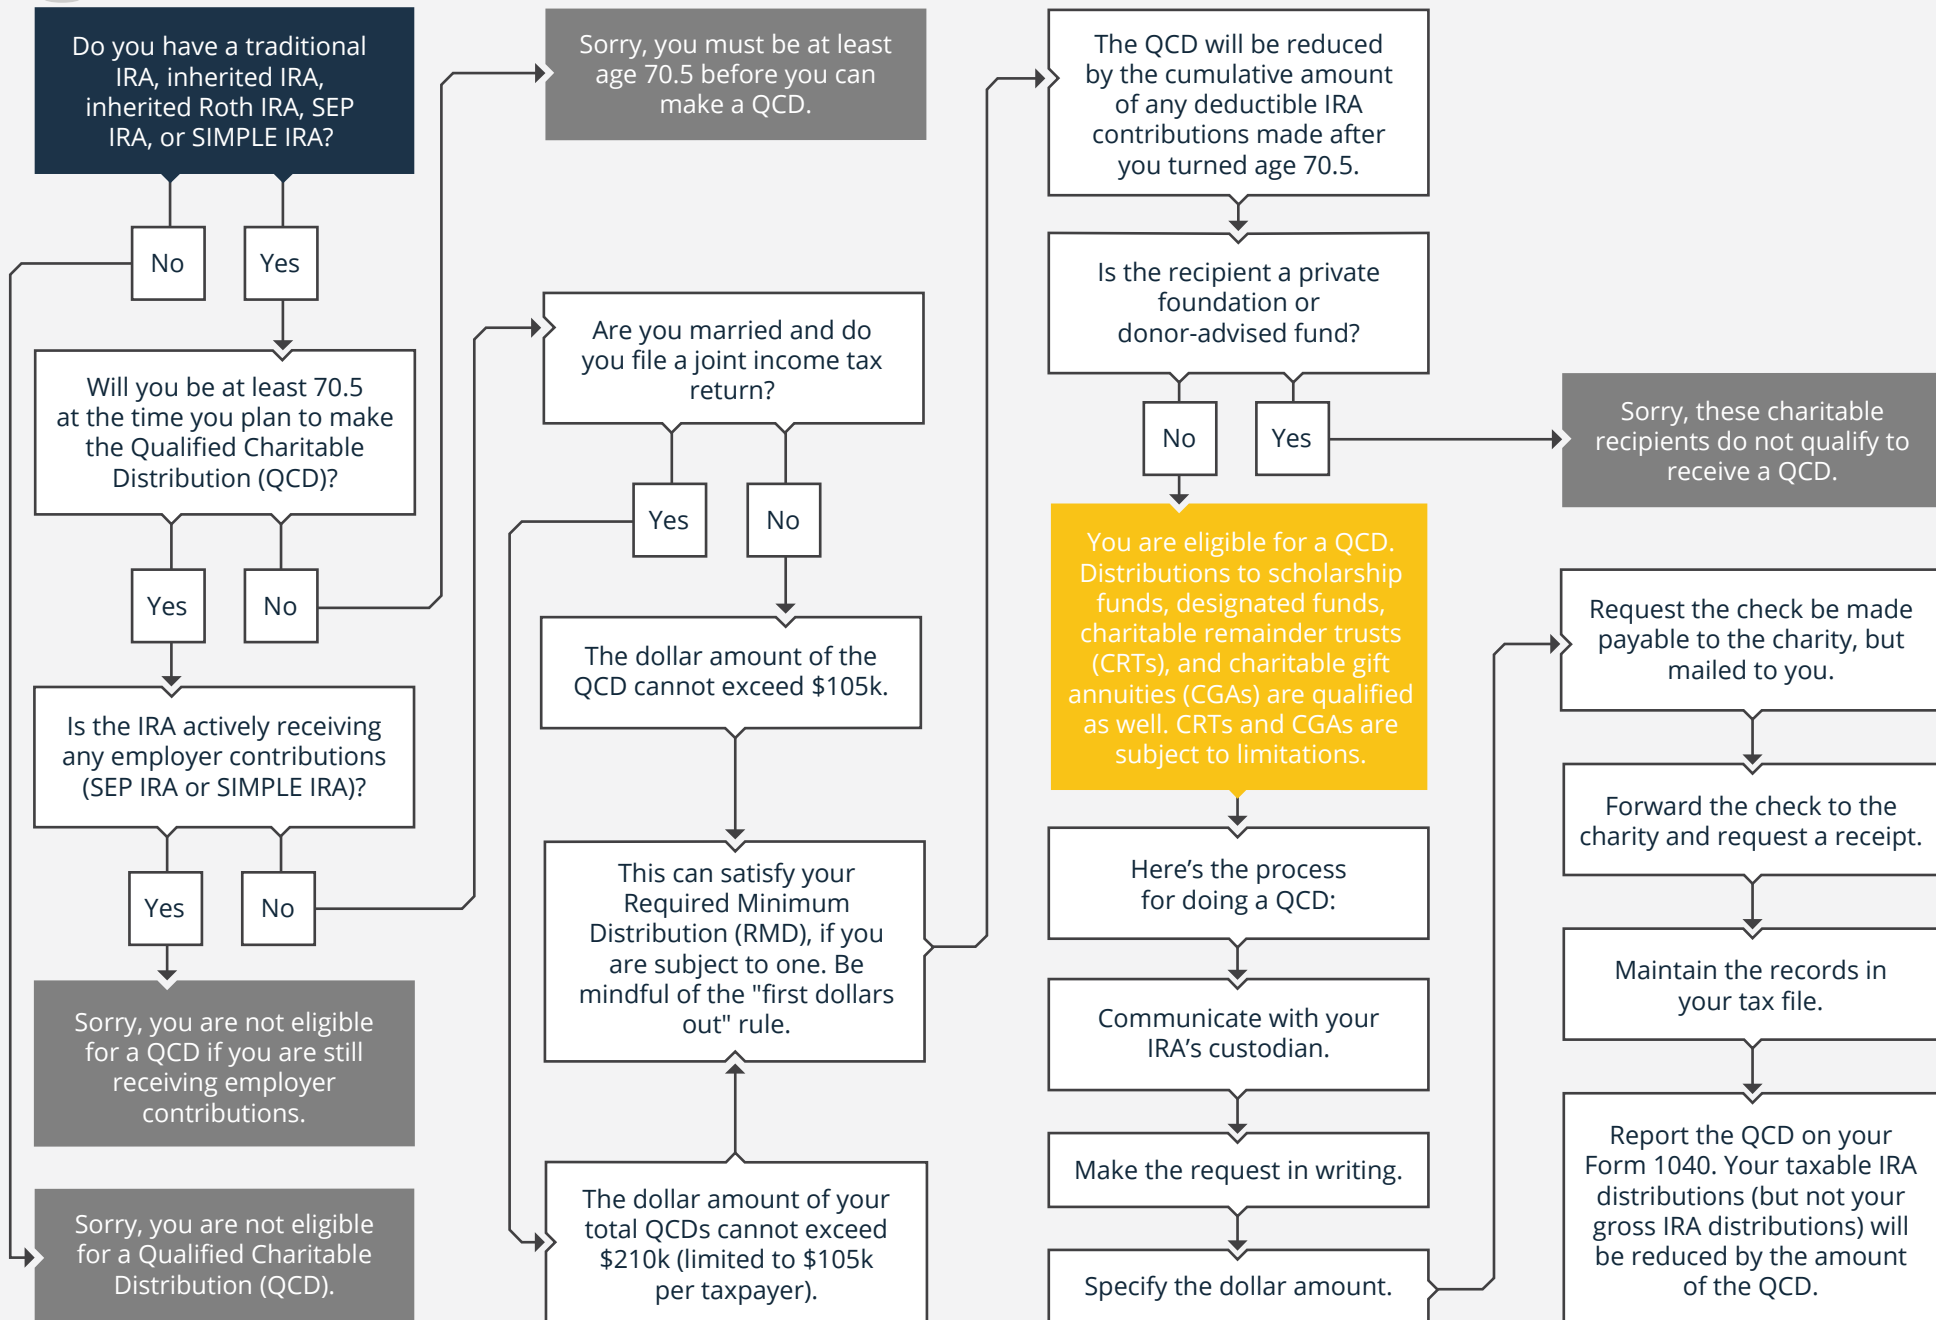 Do you have a traditional
IRA, inherited IRA,
inherited Roth IRA, SEP
IRA, or SIMPLE IRA?
No
Yes
Will you be at least 70.5
at the time you plan to make
the Qualified Charitable
Distribution (QCD)?
Yes
No
Is the IRA actively receiving
any employer contributions
(SEP IRA or SIMPLE IRA)?
Yes
No
Sorry, you are not eligible
for a QCD if you are still
receiving employer
contributions.
Sorry, you are not eligible
for a Qualified Charitable
Distribution (QCD).
Sorry, you must be at least
age 70.5 before you can
make a QCD.
Are you married and do
you file a joint income tax
return?
Yes
No
The dollar amount of the
QCD cannot exceed $105k.
This can satisfy your
Required Minimum
Distribution (RMD), if you
are subject to one. Be
mindful of the "first dollars
out" rule.
The dollar amount of your
total QCDs cannot exceed
$210k (limited to $105k
per taxpayer).
The QCD will be reduced
by the cumulative amount
of any deductible IRA
contributions made after
you turned age 70.5.
Is the recipient a private
foundation or
donor-advised fund?
No
Yes
You are eligible for a QCD.
Distributions to scholarship
funds, designated funds,
charitable remainder trusts
(CRTs), and charitable gift
annuities (CGAs) are qualified
as well. CRTs and CGAs are
subject to limitations.
Here’s the process
for doing a QCD:
Communicate with your
IRA’s custodian.
Make the request in writing.
Specify the dollar amount.
Sorry, these charitable
recipients do not qualify to
receive a QCD.
Request the check be made
payable to the charity, but
mailed to you.
Forward the check to the
charity and request a receipt.
Maintain the records in
your tax file.
Report the QCD on your
Form 1040. Your taxable IRA
distributions (but not your
gross IRA distributions) will
be reduced by the amount
of the QCD.